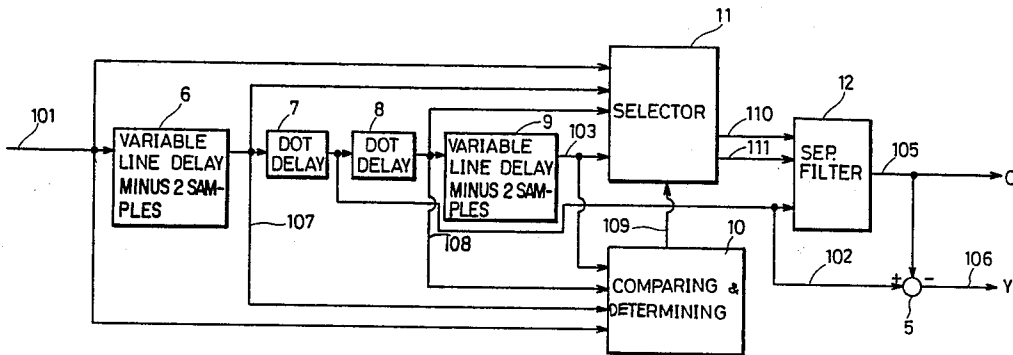 11
SELECTOR
12
SEP.
FILTER
101
6
VARIABLE
LINE DELAY
MINUS 2 SAM-
PLES
7
DOT
DELAY
8
DOT
DELAY
9
VARIABLE
LINE DELAY
MINUS 2 SAM-
PLES
103
110
111
105
C
107
108
109
10
COMPARING &
DETERMINING
102
+
-
5
106
Y